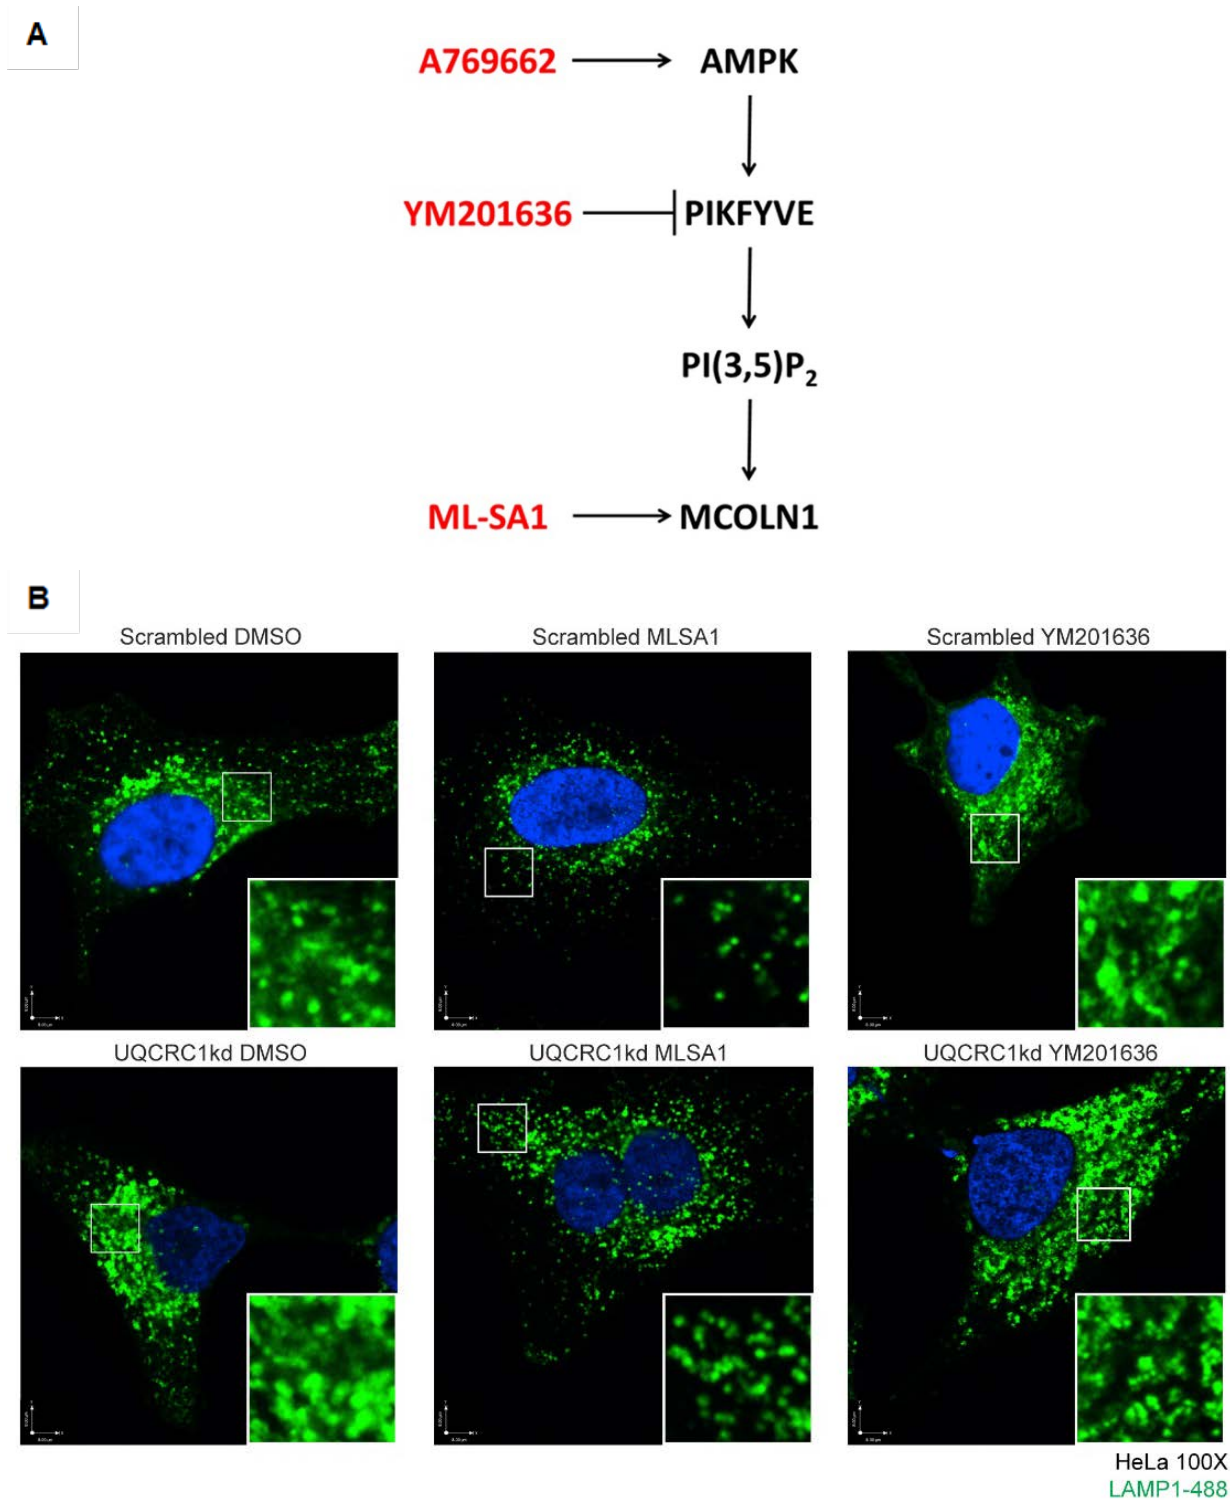 A
A769662 AMPK
YM201636 PIKFYVE
PI(3,5)P₂
ML-SA1 MCOLN1
B
Scrambled DMSO Scrambled MLSA1 Scrambled YM201636
UQCRC1kd DMSO UQCRC1kd MLSA1 UQCRC1kd YM201636
HeLa 100X
LAMP1-488